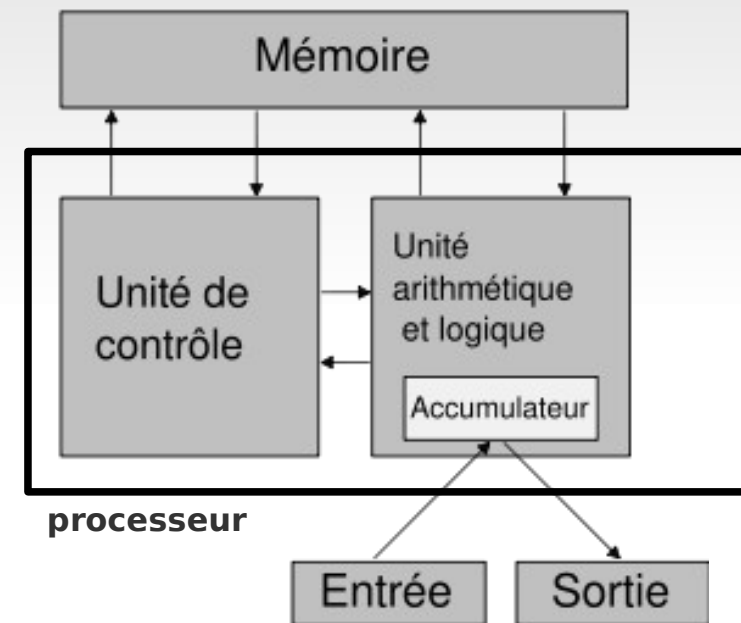 Mémoire
Unité de
contrôle
Unité
arithmétique
et logique
Accumulateur
processeur
Entrée
Sortie